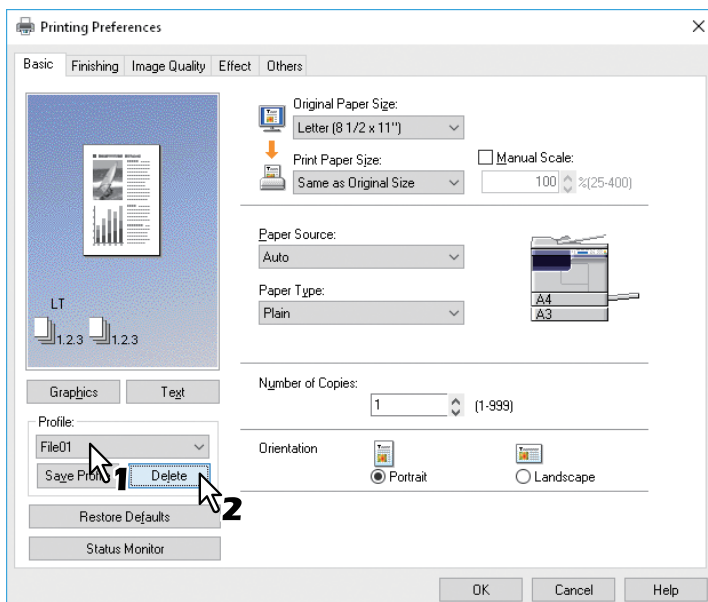 Printing Preferences
Basic Finishing Image Quality Effect Others
Original Paper Size:
Letter (8 1/2 x 11")
Print Paper Size:
Same as Original Size
Manual Scale:
100 %(25-400)
LT
1.2.3 1.2.3
Paper Source:
Auto
Paper Type:
Plain
A4
A3
Graphics Text
Number of Copies:
1 (1-999)
Profile:
File01
Save Profi Delete
1
2
Orientation
Portrait Landscape
Restore Defaults
Status Monitor
OK Cancel Help